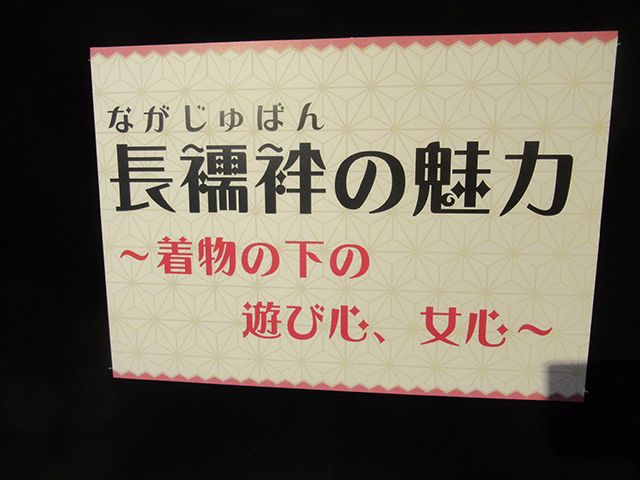 ながじゅばん
長襦袢の魅力
～着物の下の
遊び心、女心～